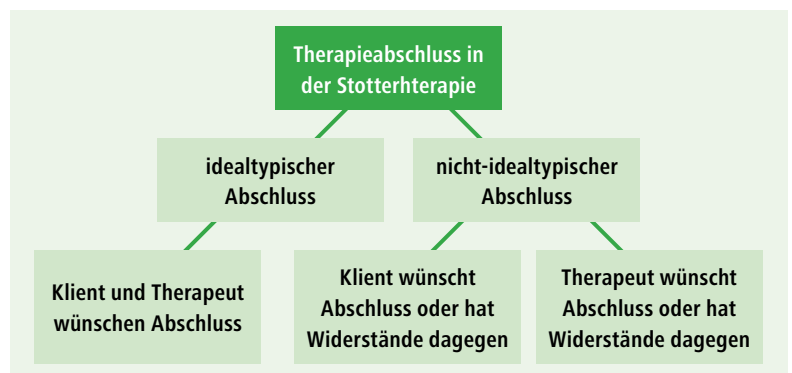 Therapieabschluss in
der Stotterhterapie
idealtypischer
Abschluss
nicht-idealtypischer
Abschluss
Klient und Therapeut
wünschen Abschluss
Klient wünscht
Abschluss oder hat
Widerstände dagegen
Therapeut wünscht
Abschluss oder hat
Widerstände dagegen